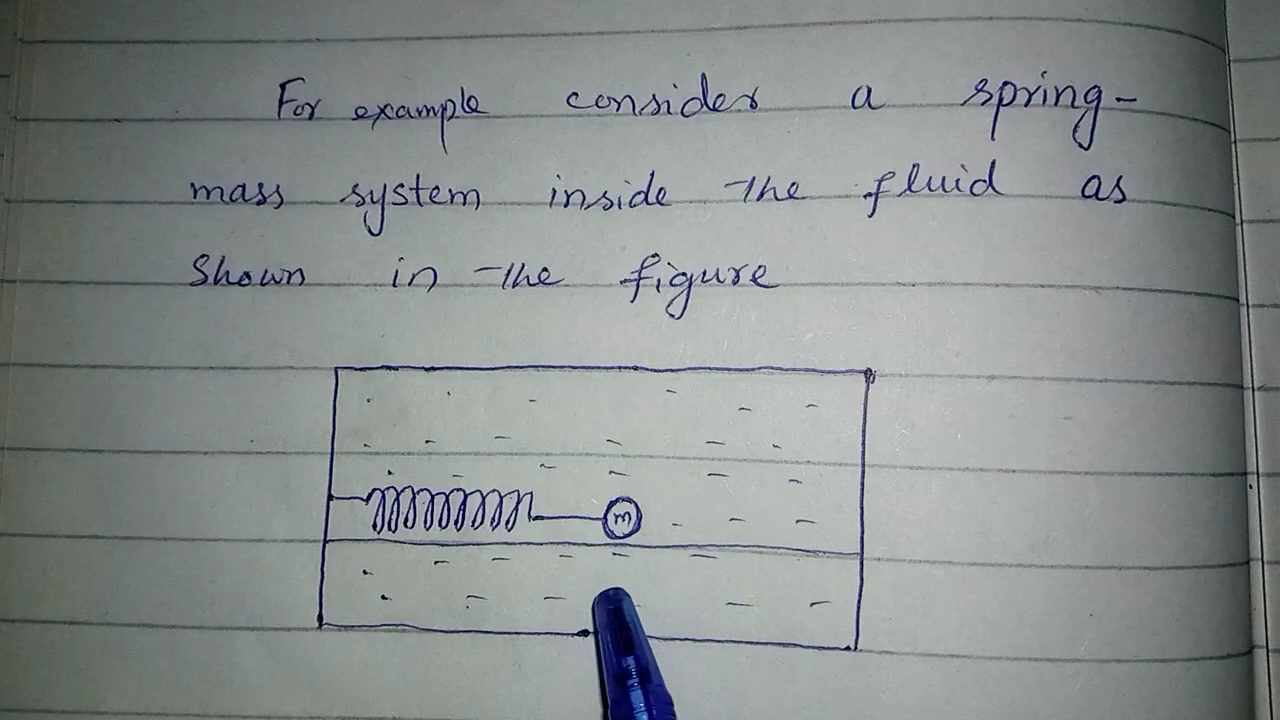 For example consider a spring-
mass system inside the fluid as
Shown in the figure
m